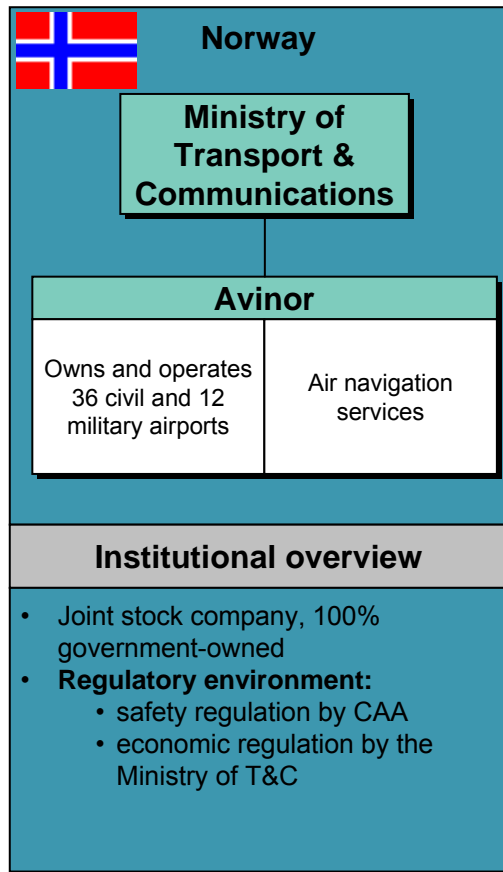 Norway
Ministry of
Transport &
Communications
Avinor
Owns and operates
36 civil and 12
military airports
Air navigation
services
Institutional overview
• Joint stock company, 100%
government-owned
• Regulatory environment:
• safety regulation by CAA
• economic regulation by the
Ministry of T&C